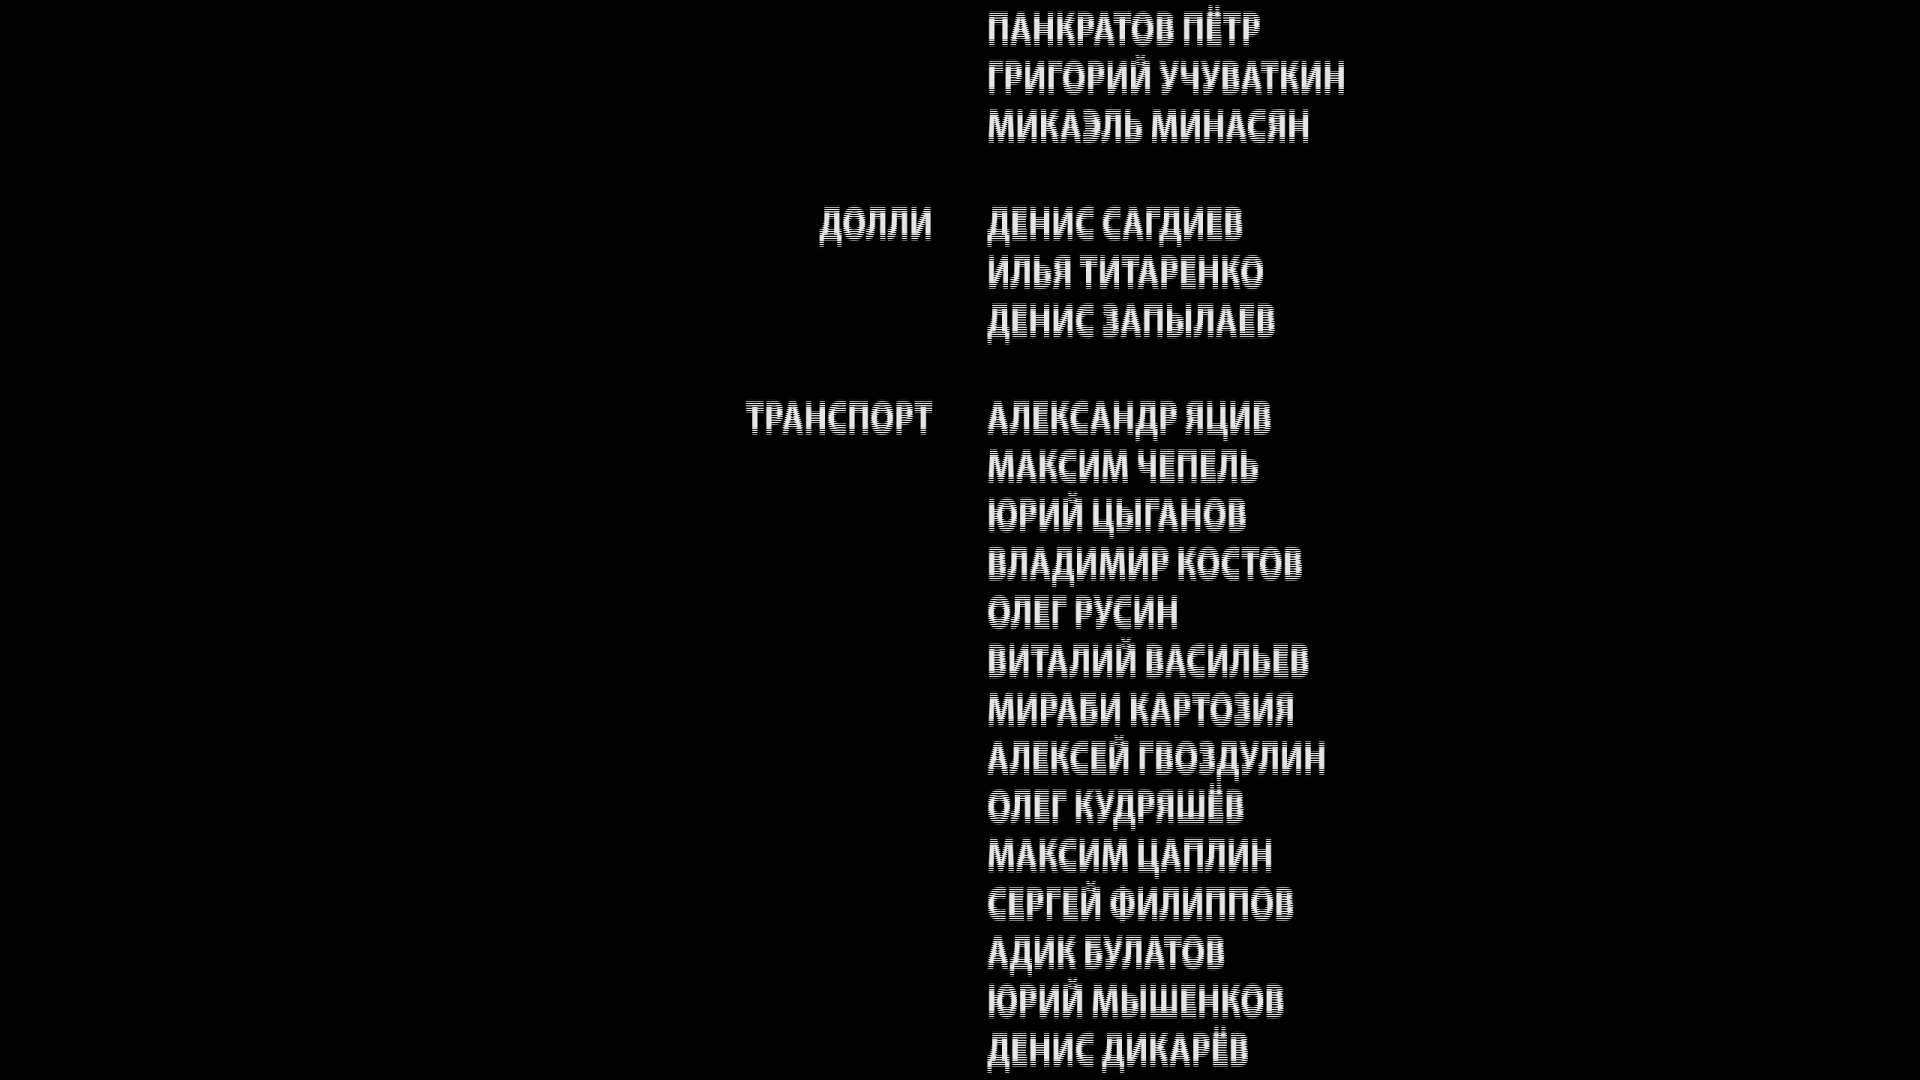 ПАНКРАТОВ ПЁТР
ГРИГОРИЙ УЧУВАТКИН
МИКАЭЛЬ МИНАСЯН
ДОЛЛИ ДЕНИС САГДИЕВ
ИЛЬЯ ТИТАРЕНКО
ДЕНИС ЗАПЫЛАЕВ
ТРАНСПОРТ АЛЕКСАНДР ЯЦИВ
МАКСИМ ЧЕПЕЛЬ
ЮРИЙ ЦЫГАНОВ
ВЛАДИМИР КОСТОВ
ОЛЕГ РУСИН
ВИТАЛИЙ ВАСИЛЬЕВ
МИРАБИ КАРТОЗИЯ
АЛЕКСЕЙ ГВОЗДУЛИН
ОЛЕГ КУДРЯШЁВ
МАКСИМ ЦАПЛИН
СЕРГЕЙ ФИЛИППОВ
АДИК БУЛАТОВ
ЮРИЙ МЫШЕНКОВ
ДЕНИС ДИКАРЁВ